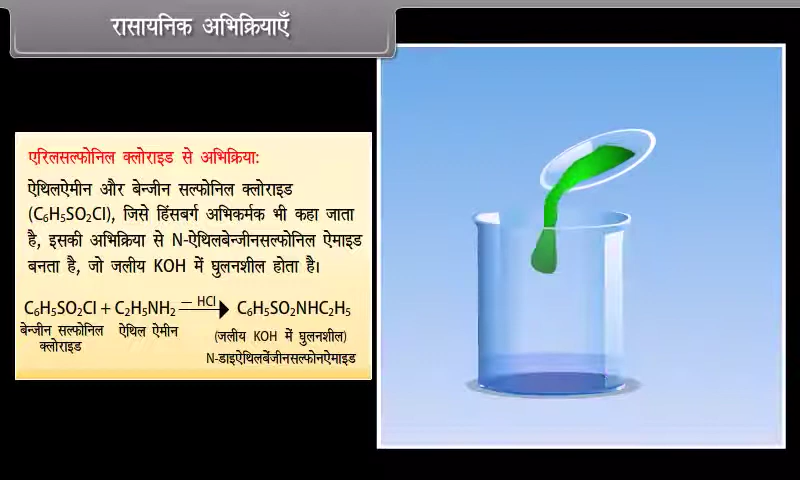 रासायनिक अभिक्रियाएँ
एरिलसल्फोनिल क्लोराइड से अभिक्रिया:
ऐथिलऐमीन और बेन्जीन सल्फोनिल क्लोराइड
(C₆H₅SO₂Cl), जिसे हिंसबर्ग अभिकर्मक भी कहा जाता
है, इसकी अभिक्रिया से N-ऐथिलबेन्जीनसल्फोनिल ऐमाइड
बनता है, जो जलीय KOH में घुलनशील होता है।
C₆H₅SO₂Cl + C₂H₅NH₂ — HCl → C₆H₅SO₂NHC₂H₅
बेन्जीन सल्फोनिल ऐथिल ऐमीन (जलीय KOH में घुलनशील)
क्लोराइड
N-डाइऐथिलबेंजीनसल्फोनऐमाइड